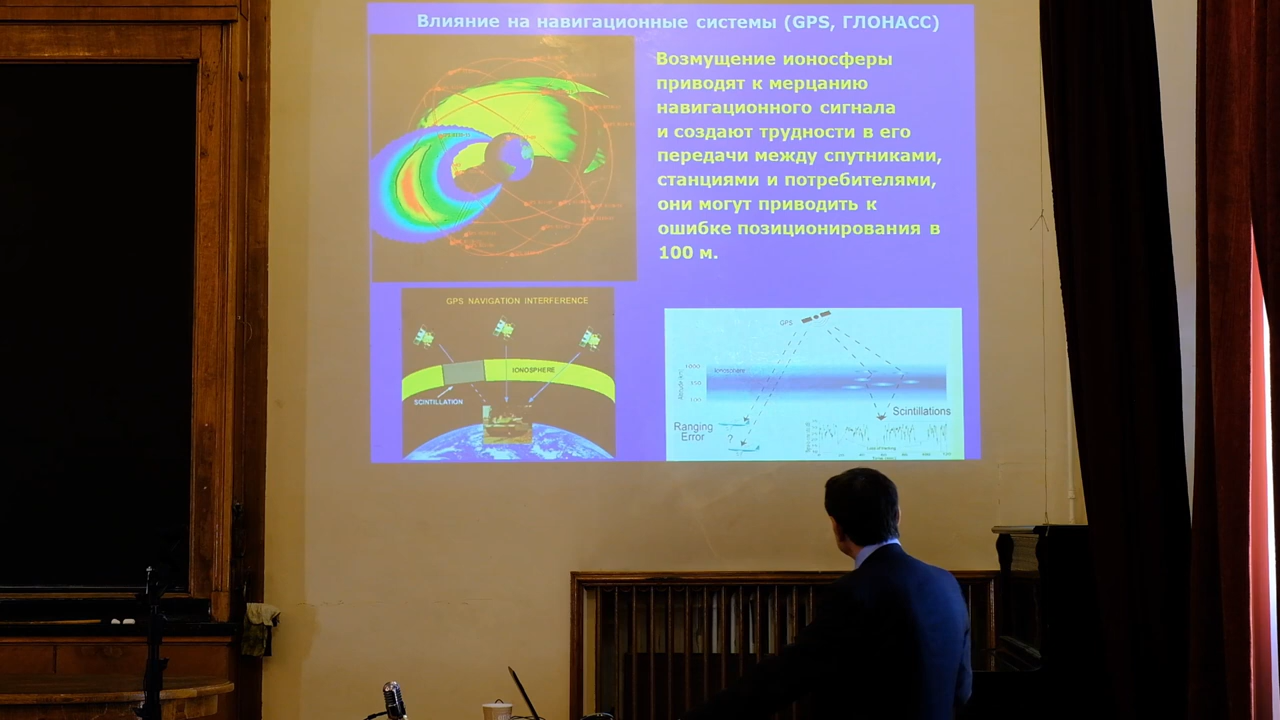 Влияние на навигационные системы (GPS, ГЛОНАСС)
Возмущение ионосферы
приводят к мерцанию
навигационного сигнала
и создают трудности в его
передачи между спутниками,
станциями и потребителями,
они могут приводить к
ошибке позиционирования в
100 м.
GPS NAVIGATION INTERFERENCE
IONOSPHERE
SCINTILLATION
GPS
Ionosphere
Scintillations
Ranging
Error
?